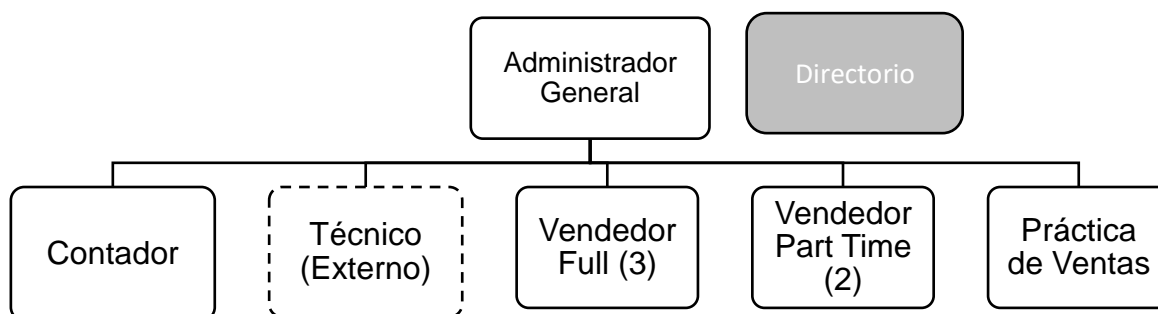 Administrador
General
Directorio
Contador
Técnico
(Externo)
Vendedor
Full (3)
Vendedor
Part Time
(2)
Práctica
de Ventas